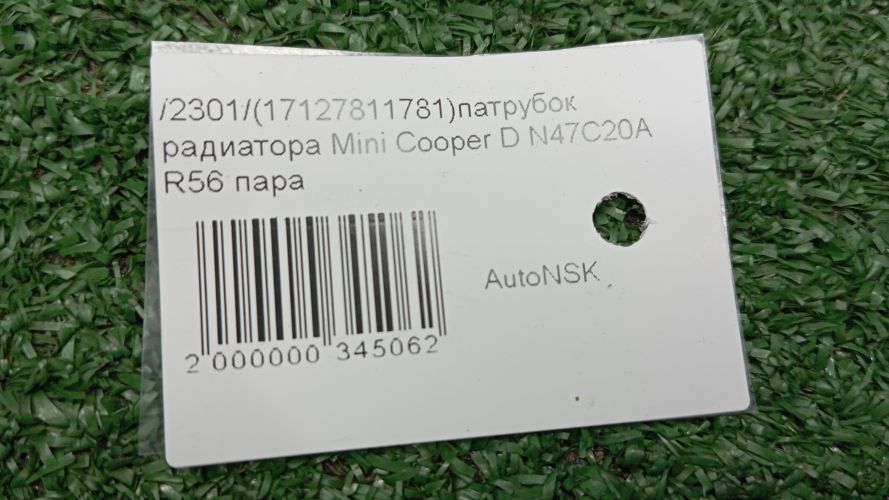 /2301/(17127811781)патрубок
радиатора Mini Cooper D N47C20A
R56 пара
AutoNSK
2 000000 345062